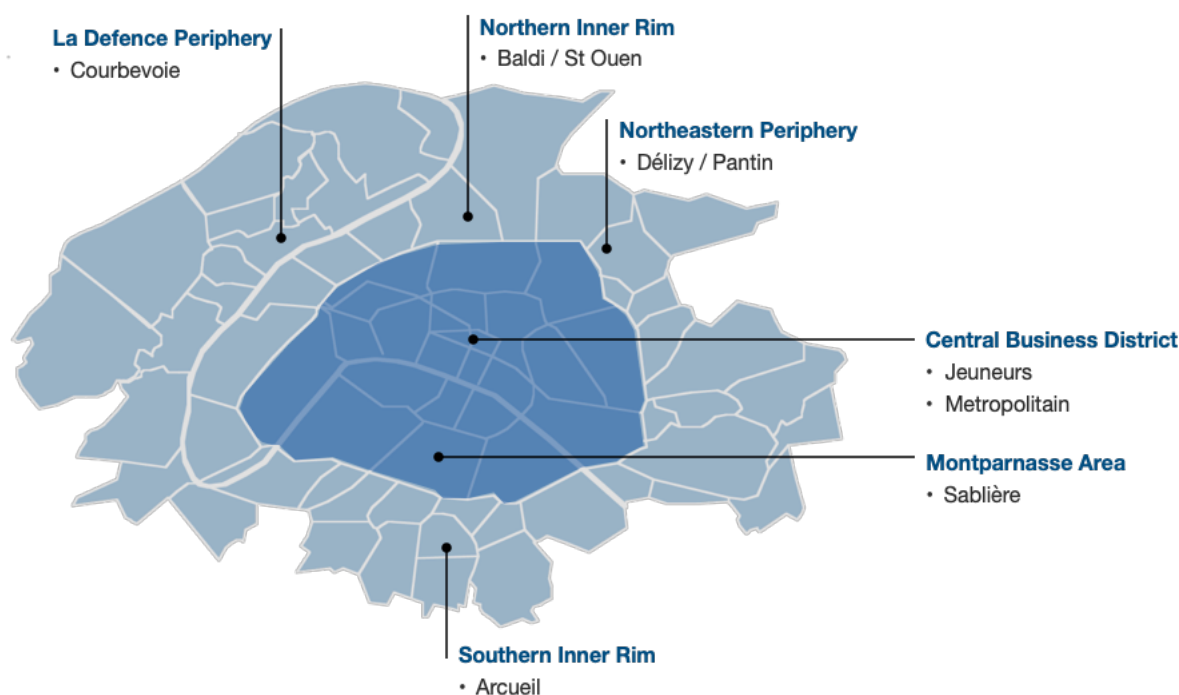 La Defence Periphery
• Courbevoie
Northern Inner Rim
• Baldi / St Ouen
Northeastern Periphery
• Délizy / Pantin
Central Business District
• Jeuneurs
• Metropolitain
Montparnasse Area
• Sablière
Southern Inner Rim
• Arcueil